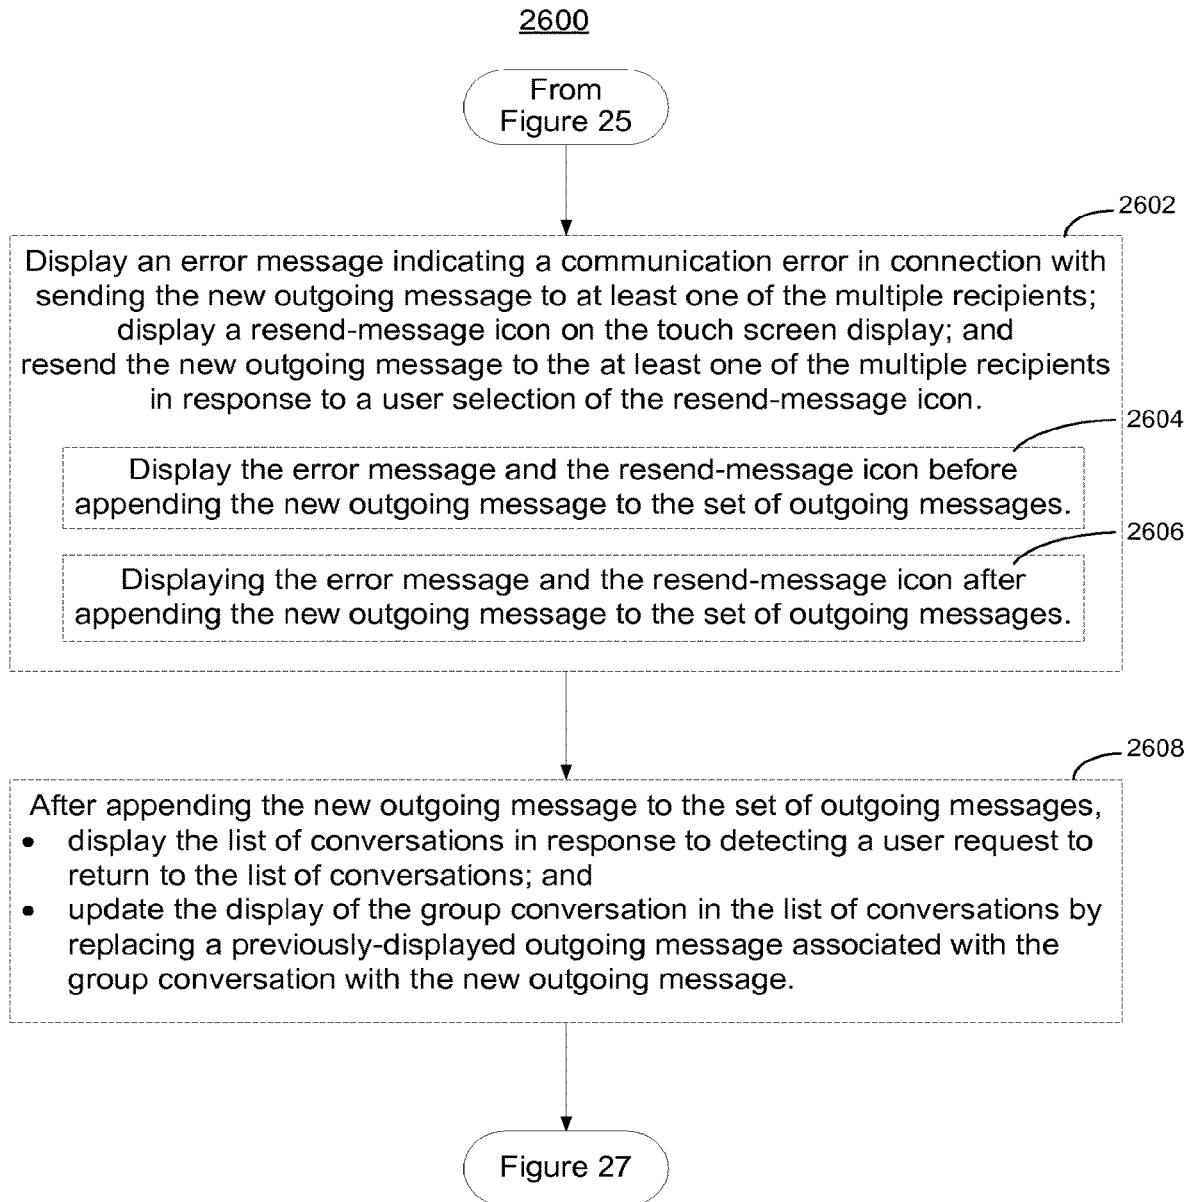 2600
From
Figure 25
2602
Display an error message indicating a communication error in connection with
sending the new outgoing message to at least one of the multiple recipients;
display a resend-message icon on the touch screen display; and
resend the new outgoing message to the at least one of the multiple recipients
in response to a user selection of the resend-message icon.
2604
Display the error message and the resend-message icon before
appending the new outgoing message to the set of outgoing messages.
2606
Displaying the error message and the resend-message icon after
appending the new outgoing message to the set of outgoing messages.
2608
After appending the new outgoing message to the set of outgoing messages,
• display the list of conversations in response to detecting a user request to
return to the list of conversations; and
• update the display of the group conversation in the list of conversations by
replacing a previously-displayed outgoing message associated with the
group conversation with the new outgoing message.
Figure 27